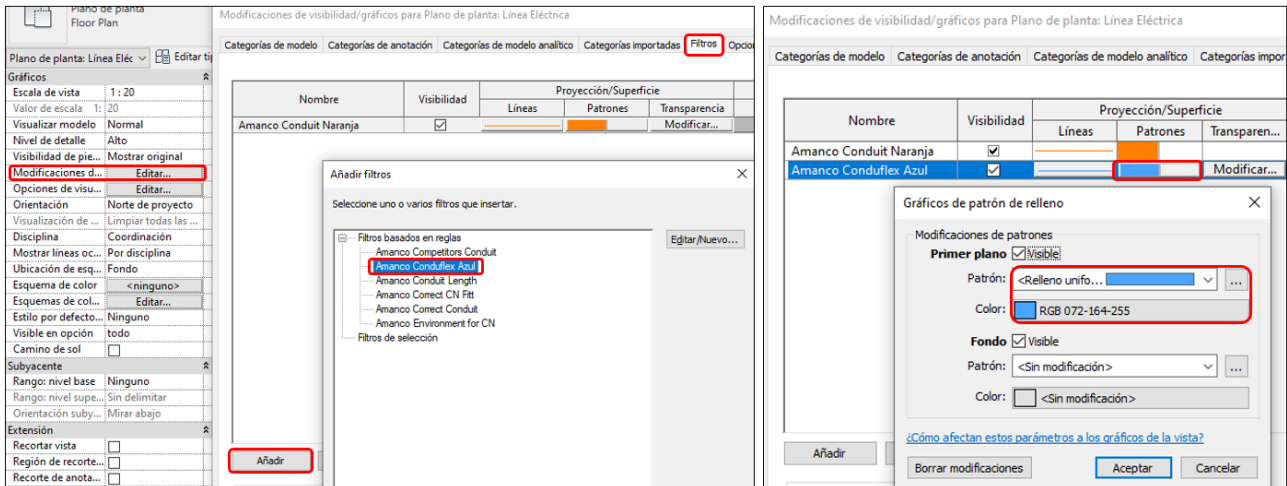 Plano de planta
Floor Plan
Plano de planta: Línea Eléc
Editar tip
Gráficos
Escala de vista 1 : 20
Valor de escala 1: 20
Visualizar modelo Normal
Nivel de detalle Alto
Visibilidad de pie... Mostrar original
Modificaciones d... Editar...
Opciones de visu... Editar...
Orientación Norte de proyecto
Visualización de ... Limpiar todas las ...
Disciplina Coordinación
Mostrar líneas oc... Por disciplina
Ubicación de esq... Fondo
Esquema de color <ninguno>
Esquemas de col... Editar...
Estilo por defecto... Ninguno
Visible en opción todo
Camino de sol
Subyacente
Rango: nivel base Ninguno
Rango: nivel supe... Sin delimitar
Orientación suby... Mirar abajo
Extensión
Recortar vista
Región de recorte...
Recorte de anota...
Modificaciones de visibilidad/gráficos para Plano de planta: Línea Eléctrica
Categorías de modelo Categorías de anotación Categorías de modelo analítico Categorías importadas Filtros Opcion
Nombre Visibilidad Proyección/Superficie
Líneas Patrones Transparencia
Amanco Conduit Naranja Modificar...
Añadir filtros
Seleccione uno o varios filtros que insertar.
Filtros basados en reglas
Amanco Competitors Conduit
Amanco Conduflex Azul
Amanco Conduit Length
Amanco Correct CN Fitt
Amanco Correct Conduit
Amanco Environment for CN
Filtros de selección
Editar/Nuevo...
Añadir
Modificaciones de visibilidad/gráficos para Plano de planta: Línea Eléctrica
Categorías de modelo Categorías de anotación Categorías de modelo analítico Categorías impor
Nombre Visibilidad Proyección/Superficie
Líneas Patrones Transparen...
Amanco Conduit Naranja
Amanco Conduflex Azul Modificar...
Gráficos de patrón de relleno
Modificaciones de patrones
Primer plano Visible
Patrón: <Relleno unifo... ...
Color: RGB 072-164-255
Fondo Visible
Patrón: <Sin modificación> ...
Color: <Sin modificación>
¿Cómo afectan estos parámetros a los gráficos de la vista?
Añadir
Borrar modificaciones Aceptar Cancelar